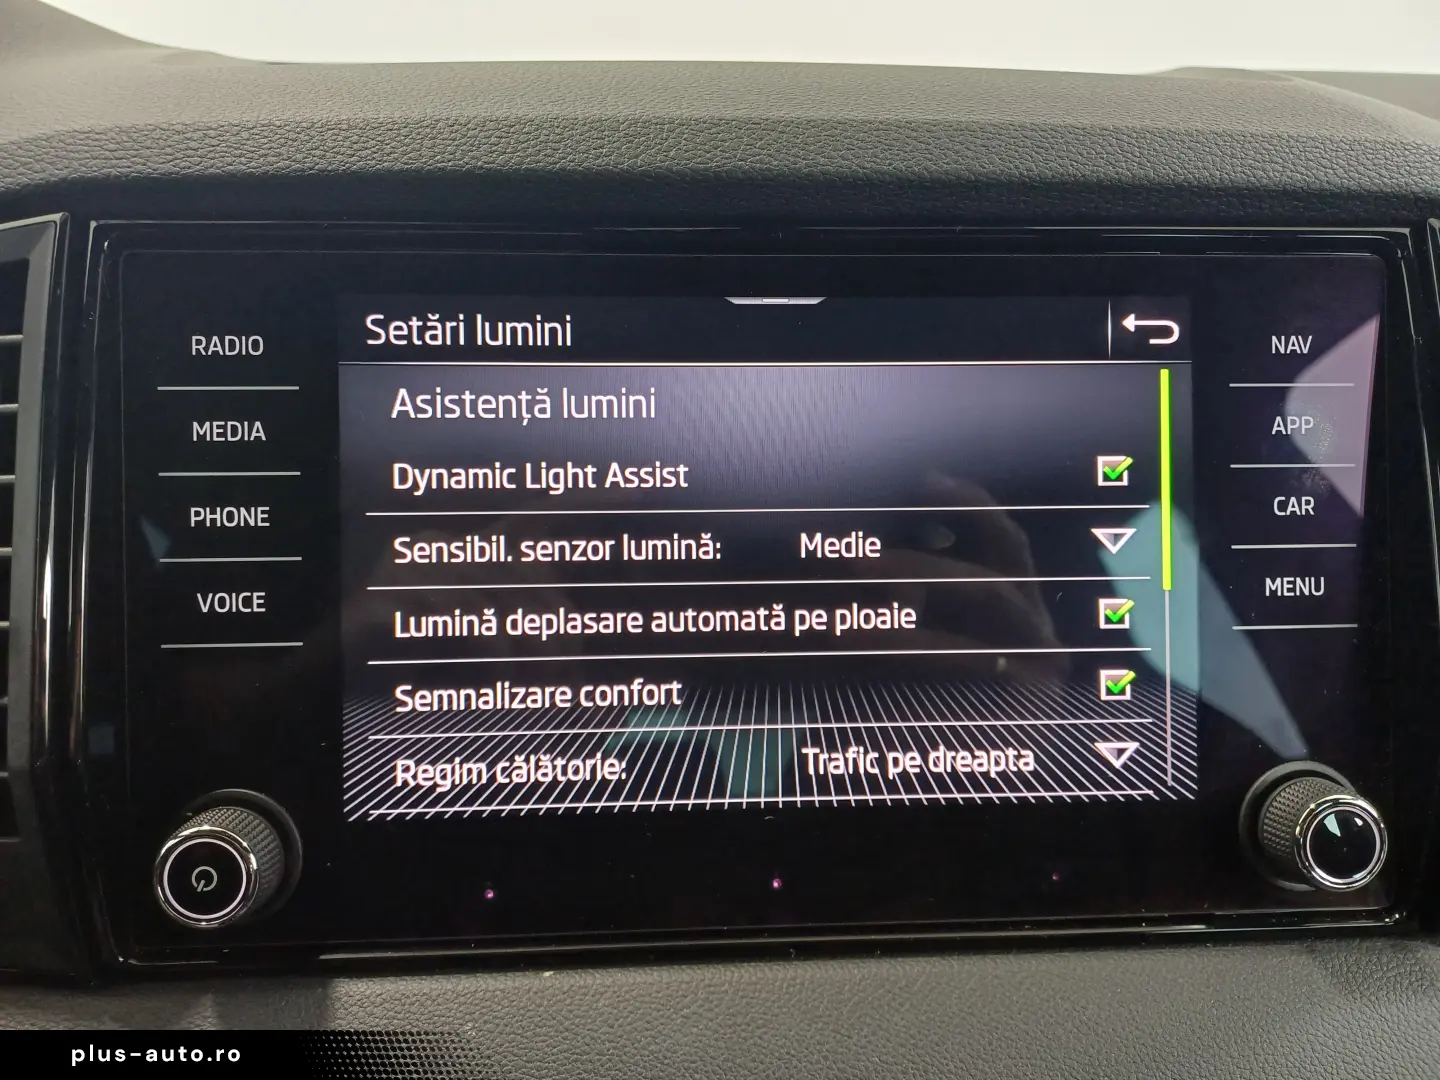 RADIO
MEDIA
PHONE
VOICE
Setări lumini
Asistență lumini
Dynamic Light Assist
Sensibil. senzor lumină: Medie
Lumină deplasare automată pe ploaie
Semnalizare confort
Regim călătorie: Trafic pe dreapta
NAV
APP
CAR
MENU
plus-auto.ro